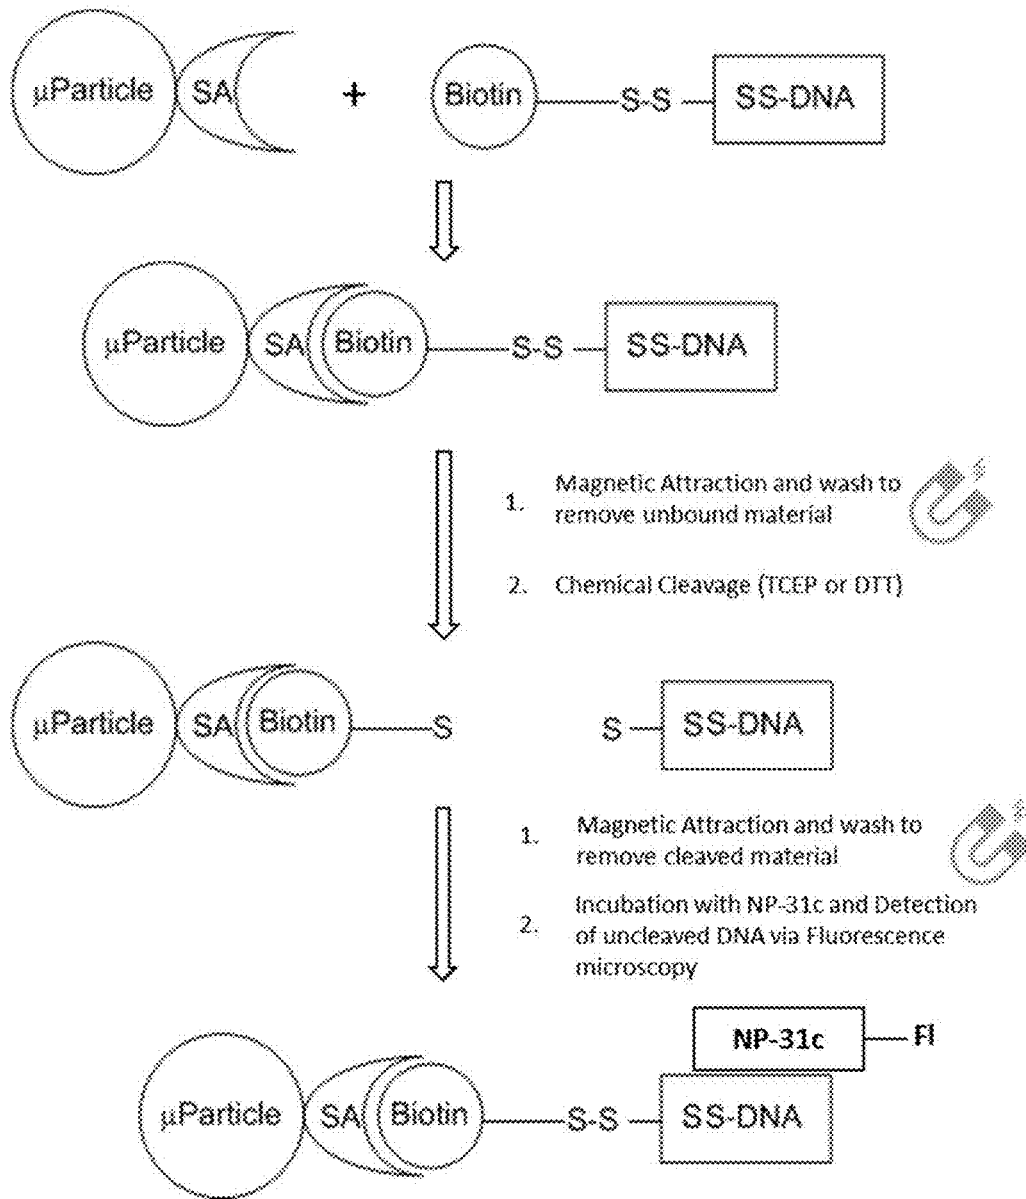 μParticle SA + Biotin S-S SS-DNA
μParticle SA Biotin S-S SS-DNA
1. Magnetic Attraction and wash to
remove unbound material
2. Chemical Cleavage (TCEP or DTT)
μParticle SA Biotin S S SS-DNA
1. Magnetic Attraction and wash to
remove cleaved material
2. Incubation with NP-31c and Detection
of uncleaved DNA via Fluorescence
microscopy
NP-31c Fl
μParticle SA Biotin S-S SS-DNA